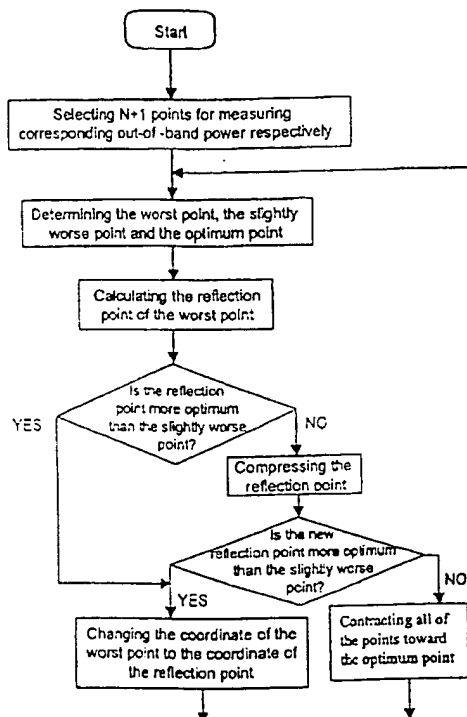 Start
Selecting N+1 points for measuring
corresponding out-of -band power respectively
Determining the worst point, the slightly
worse point and the optimum point
Calculating the reflection
point of the worst point
Is the reflection
point more optimum
than the slightly worse
point?
YES
NO
Compressing the
reflection point
Is the new
reflection point more optimum
than the slightly worse
point?
NO
YES
Changing the coordinate of the
worst point to the coordinate of
the reflection point
Contracting all of
the points toward
the optimum point